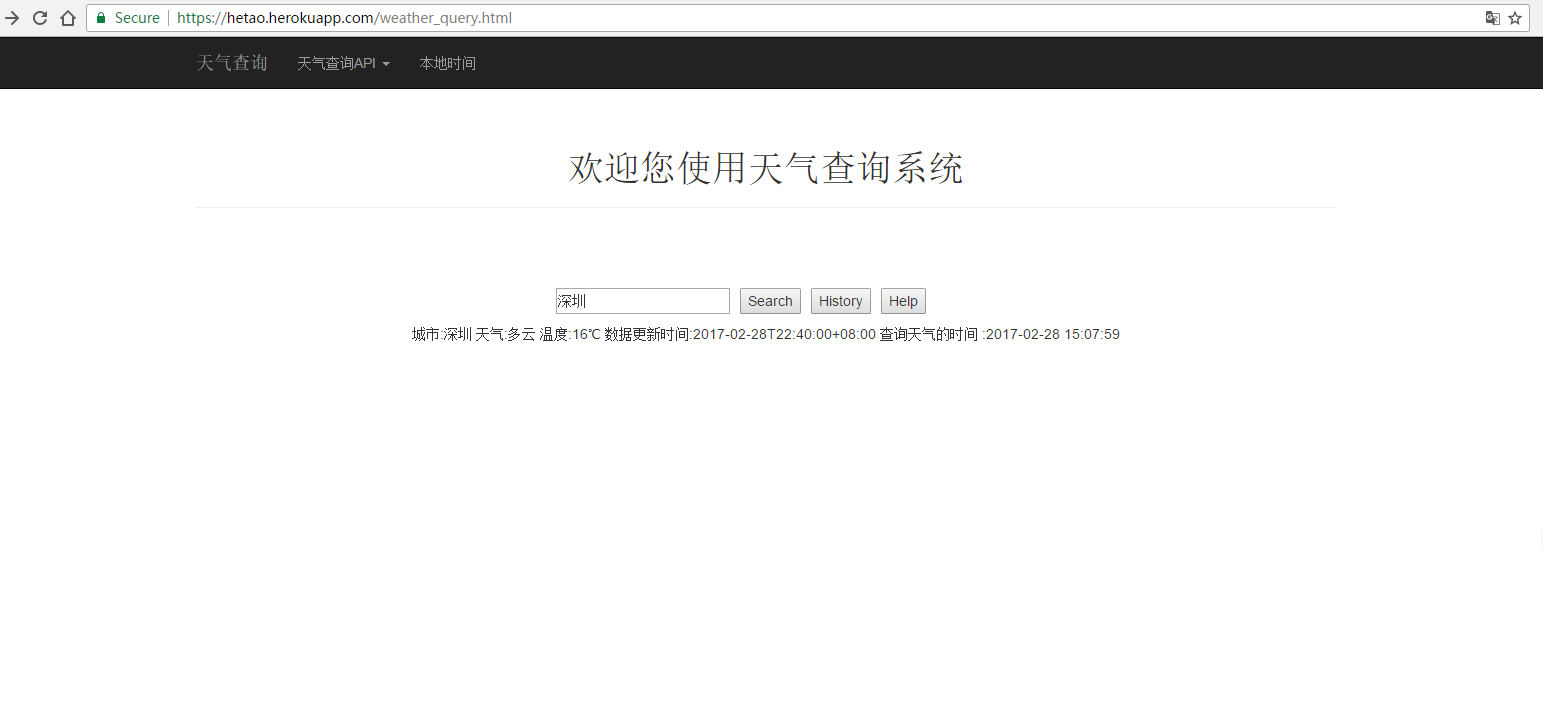 Secure https://hetao.herokuapp.com/weather_query.html
天气查询 天气查询API 本地时间
欢迎您使用天气查询系统
深圳 Search History Help
城市:深圳 天气:多云 温度:16℃ 数据更新时间:2017-02-28T22:40:00+08:00 查询天气的时间 :2017-02-28 15:07:59